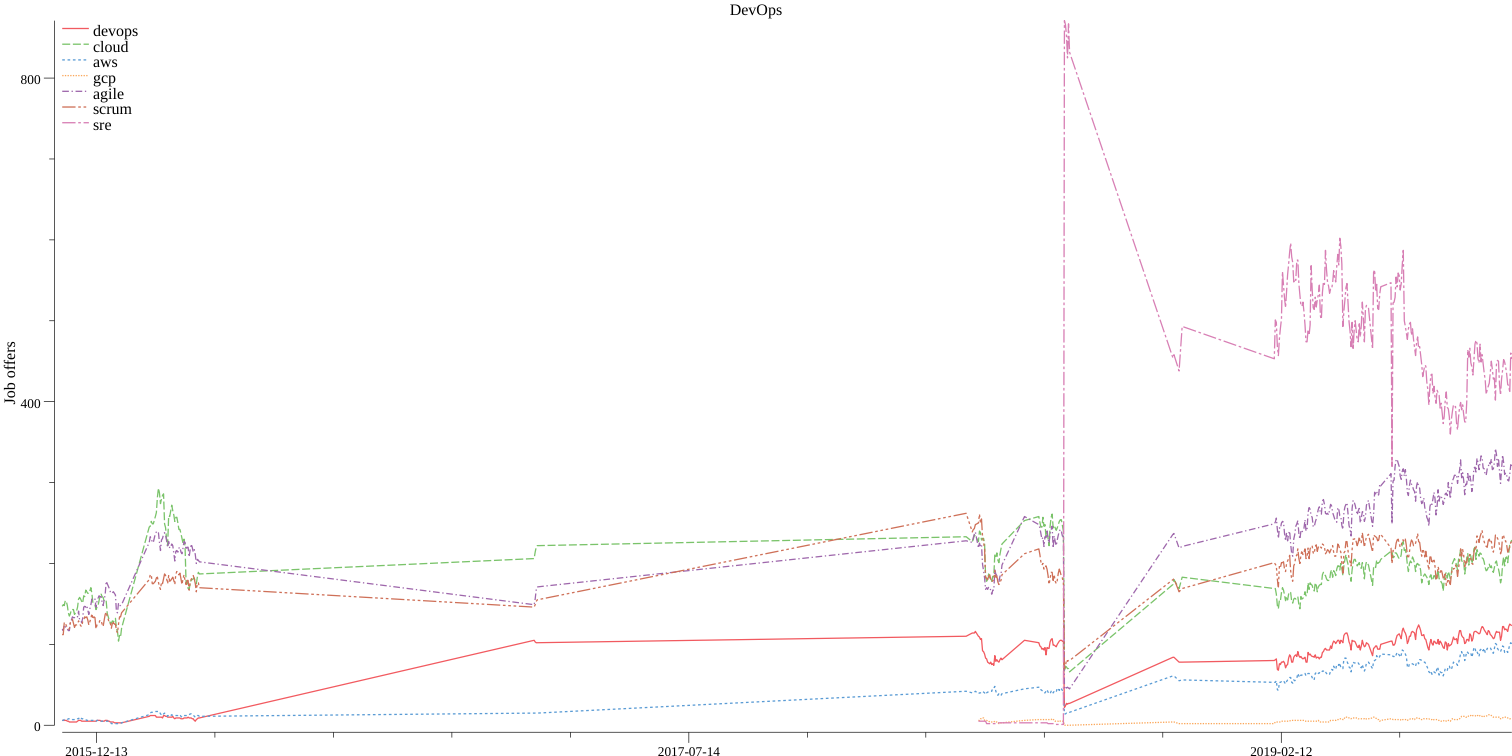 DevOps
devops
cloud
aws
gcp
agile
scrum
sre
Job offers
800
400
0
2015-12-13
2017-07-14
2019-02-12